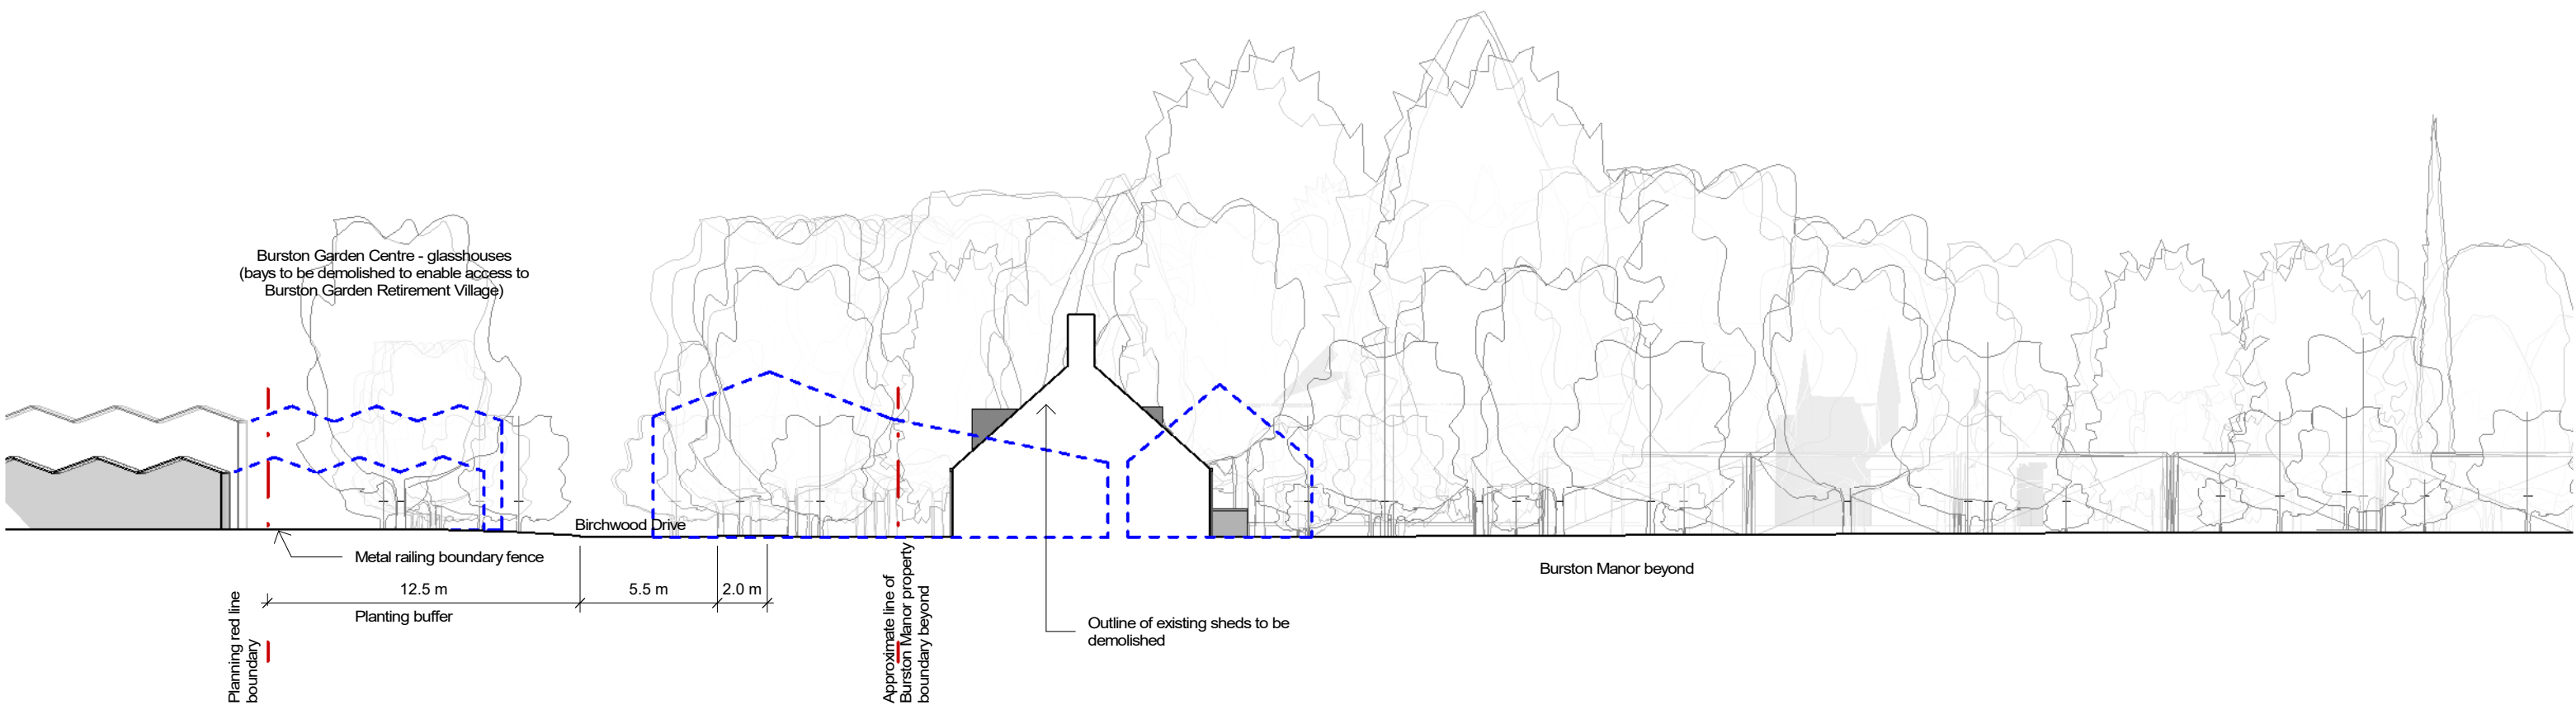 Burston Garden Centre - glasshouses
(bays to be demolished to enable access to
Burston Garden Retirement Village)
Birchwood Drive
Metal railing boundary fence
12.5 m
5.5 m
2.0 m
Planting buffer
Planning red line
boundary
Approximate line of
Burston Manor property
boundary beyond
Outline of existing sheds to be
demolished
Burston Manor beyond